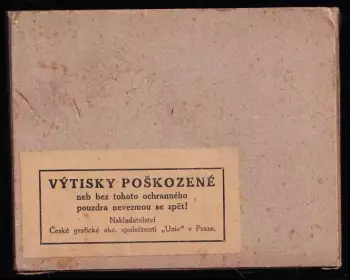 VÝTISKY POŠKOZENÉ
neb bez tohoto ochranného
pouzdra nevezmou se zpět!
Nakladatelství
České grafické akc. společnosti „Unie" v Praze.